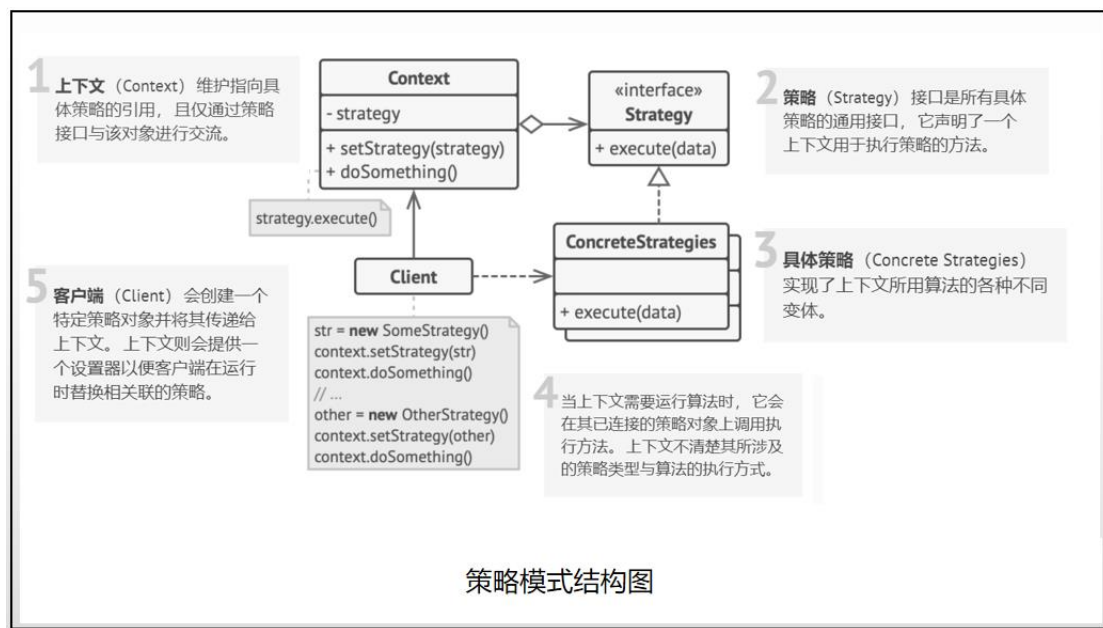 1 上下文（Context）维护指向具
体策略的引用，且仅通过策略
接口与该对象进行交流。
Context
- strategy
+ setStrategy(strategy)
+ doSomething()
strategy.execute()
«interface»
Strategy
+ execute(data)
2 策略（Strategy）接口是所有具体
策略的通用接口，它声明了一个
上下文用于执行策略的方法。
ConcreteStrategies
+ execute(data)
3 具体策略（Concrete Strategies）
实现了上下文所用算法的各种不同
变体。
5 客户端（Client）会创建一个
特定策略对象并将其传递给
上下文。上下文则会提供一
个设置器以便客户端在运行
时替换相关联的策略。
Client
str = new SomeStrategy()
context.setStrategy(str)
context.doSomething()
// ...
other = new OtherStrategy()
context.setStrategy(other)
context.doSomething()
4 当上下文需要运行算法时，它会
在其已连接的策略对象上调用执
行方法。上下文不清楚其所涉及
的策略类型与算法的执行方式。
策略模式结构图